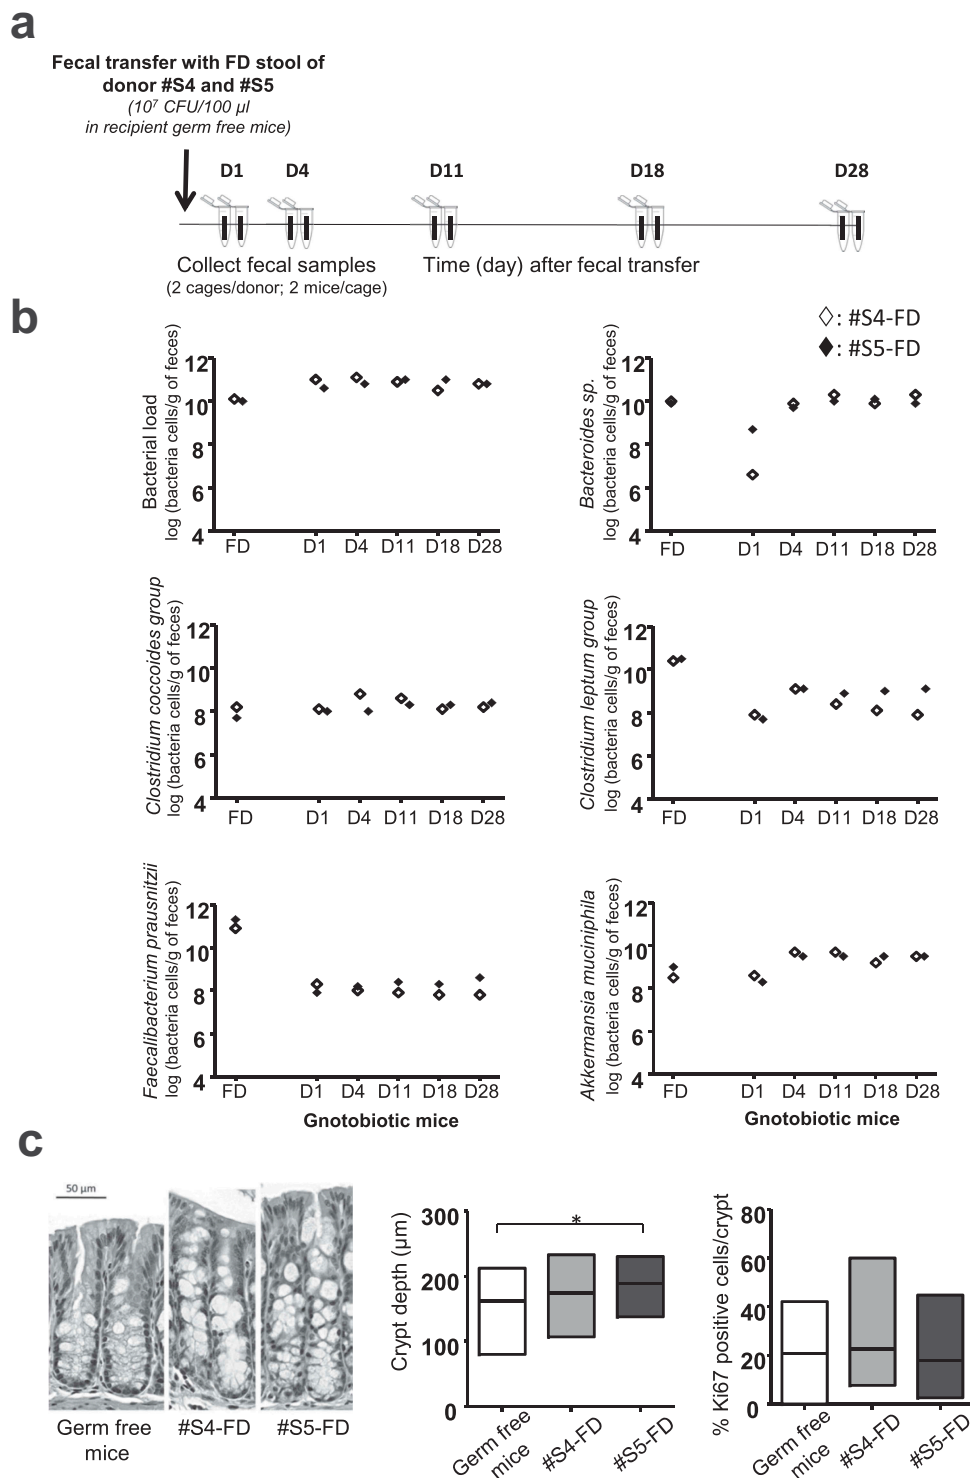 a
Fecal transfer with FD stool of
donor #S4 and #S5
(10⁷ CFU/100 µl
in recipient germ free mice)
D1 D4 D11 D18 D28
Collect fecal samples
(2 cages/donor; 2 mice/cage)
Time (day) after fecal transfer
b
◇: #S4-FD
◆: #S5-FD
Bacterial load
log (bacteria cells/g of feces)
12
10
8
6
4
FD D1 D4 D11 D18 D28
Bacteroides sp.
log (bacteria cells/g of feces)
12
10
8
6
4
FD D1 D4 D11 D18 D28
Clostridium coccoides group
log (bacteria cells/g of feces)
12
10
8
6
4
FD D1 D4 D11 D18 D28
Clostridium leptum group
log (bacteria cells/g of feces)
12
10
8
6
4
FD D1 D4 D11 D18 D28
Faecalibacterium prausnitzii
log (bacteria cells/g of feces)
12
10
8
6
4
FD D1 D4 D11 D18 D28
Gnotobiotic mice
Akkermansia muciniphila
log (bacteria cells/g of feces)
12
10
8
6
4
FD D1 D4 D11 D18 D28
Gnotobiotic mice
c
50 µm
Germ free
mice
#S4-FD
#S5-FD
Crypt depth (µm)
300
200
100
0
*
Germ free
mice
#S4-FD
#S5-FD
% Ki67 positive cells/crypt
80
60
40
20
0
Germ free
mice
#S4-FD
#S5-FD